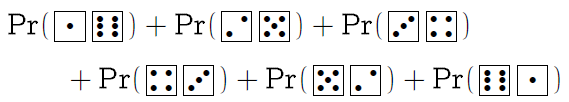 Pr(⚀⚅) + Pr(⚁⚄) + Pr(⚂⚃)
+ Pr(⚃⚂) + Pr(⚄⚁) + Pr(⚅⚀)